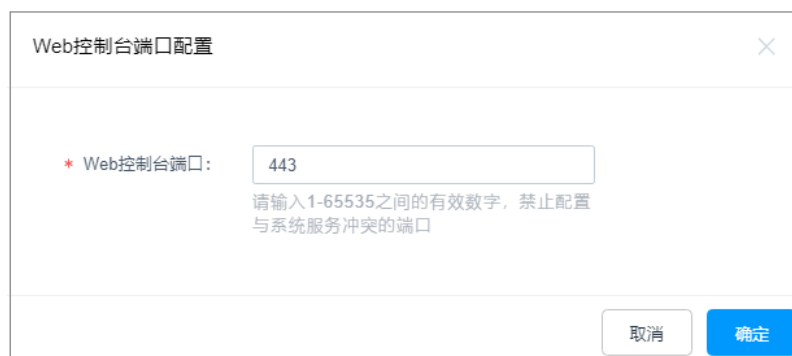 Web控制台端口配置
* Web控制台端口：
443
请输入1-65535之间的有效数字，禁止配置
与系统服务冲突的端口
取消
确定